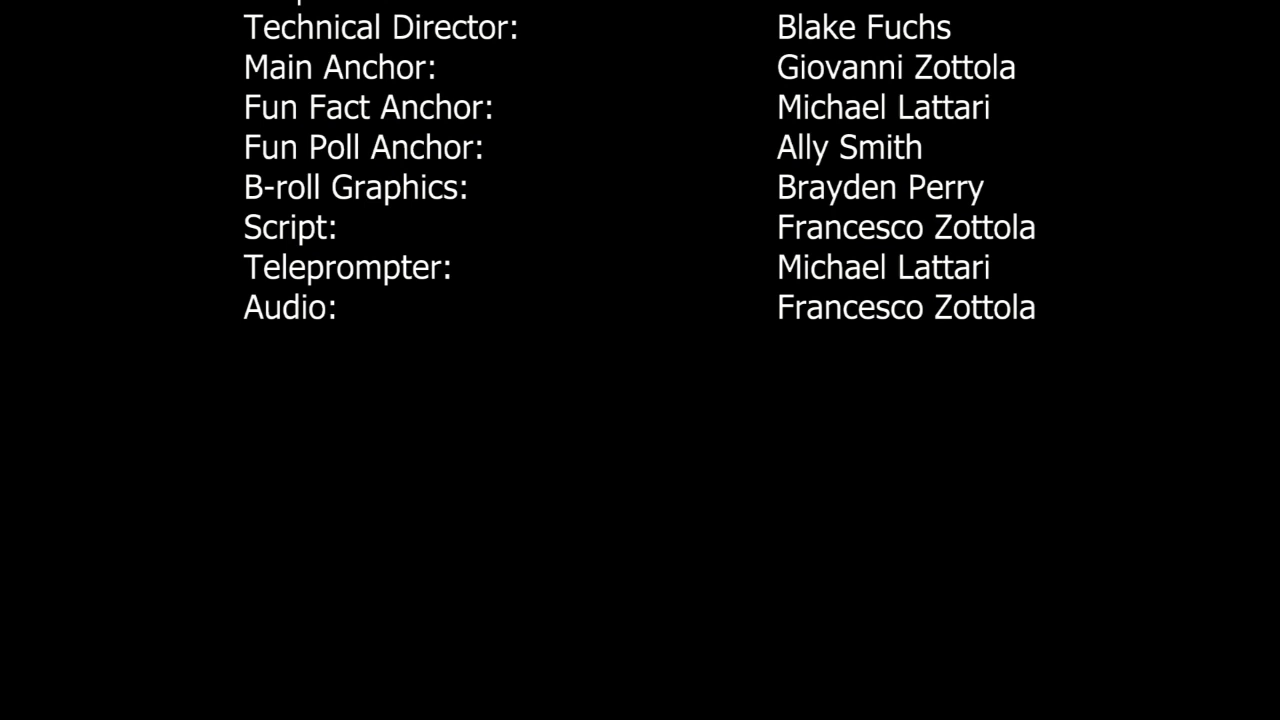 Technical Director: Blake Fuchs
Main Anchor: Giovanni Zottola
Fun Fact Anchor: Michael Lattari
Fun Poll Anchor: Ally Smith
B-roll Graphics: Brayden Perry
Script: Francesco Zottola
Teleprompter: Michael Lattari
Audio: Francesco Zottola